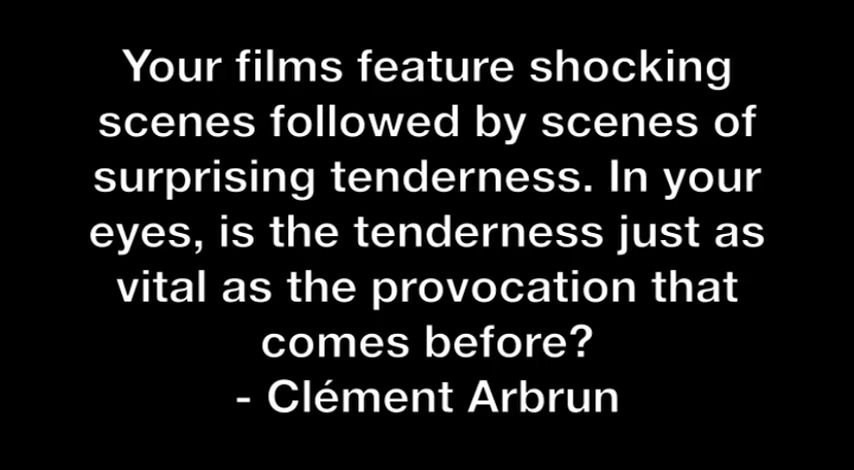 Your films feature shocking
scenes followed by scenes of
surprising tenderness. In your
eyes, is the tenderness just as
vital as the provocation that
comes before?
- Clément Arbrun